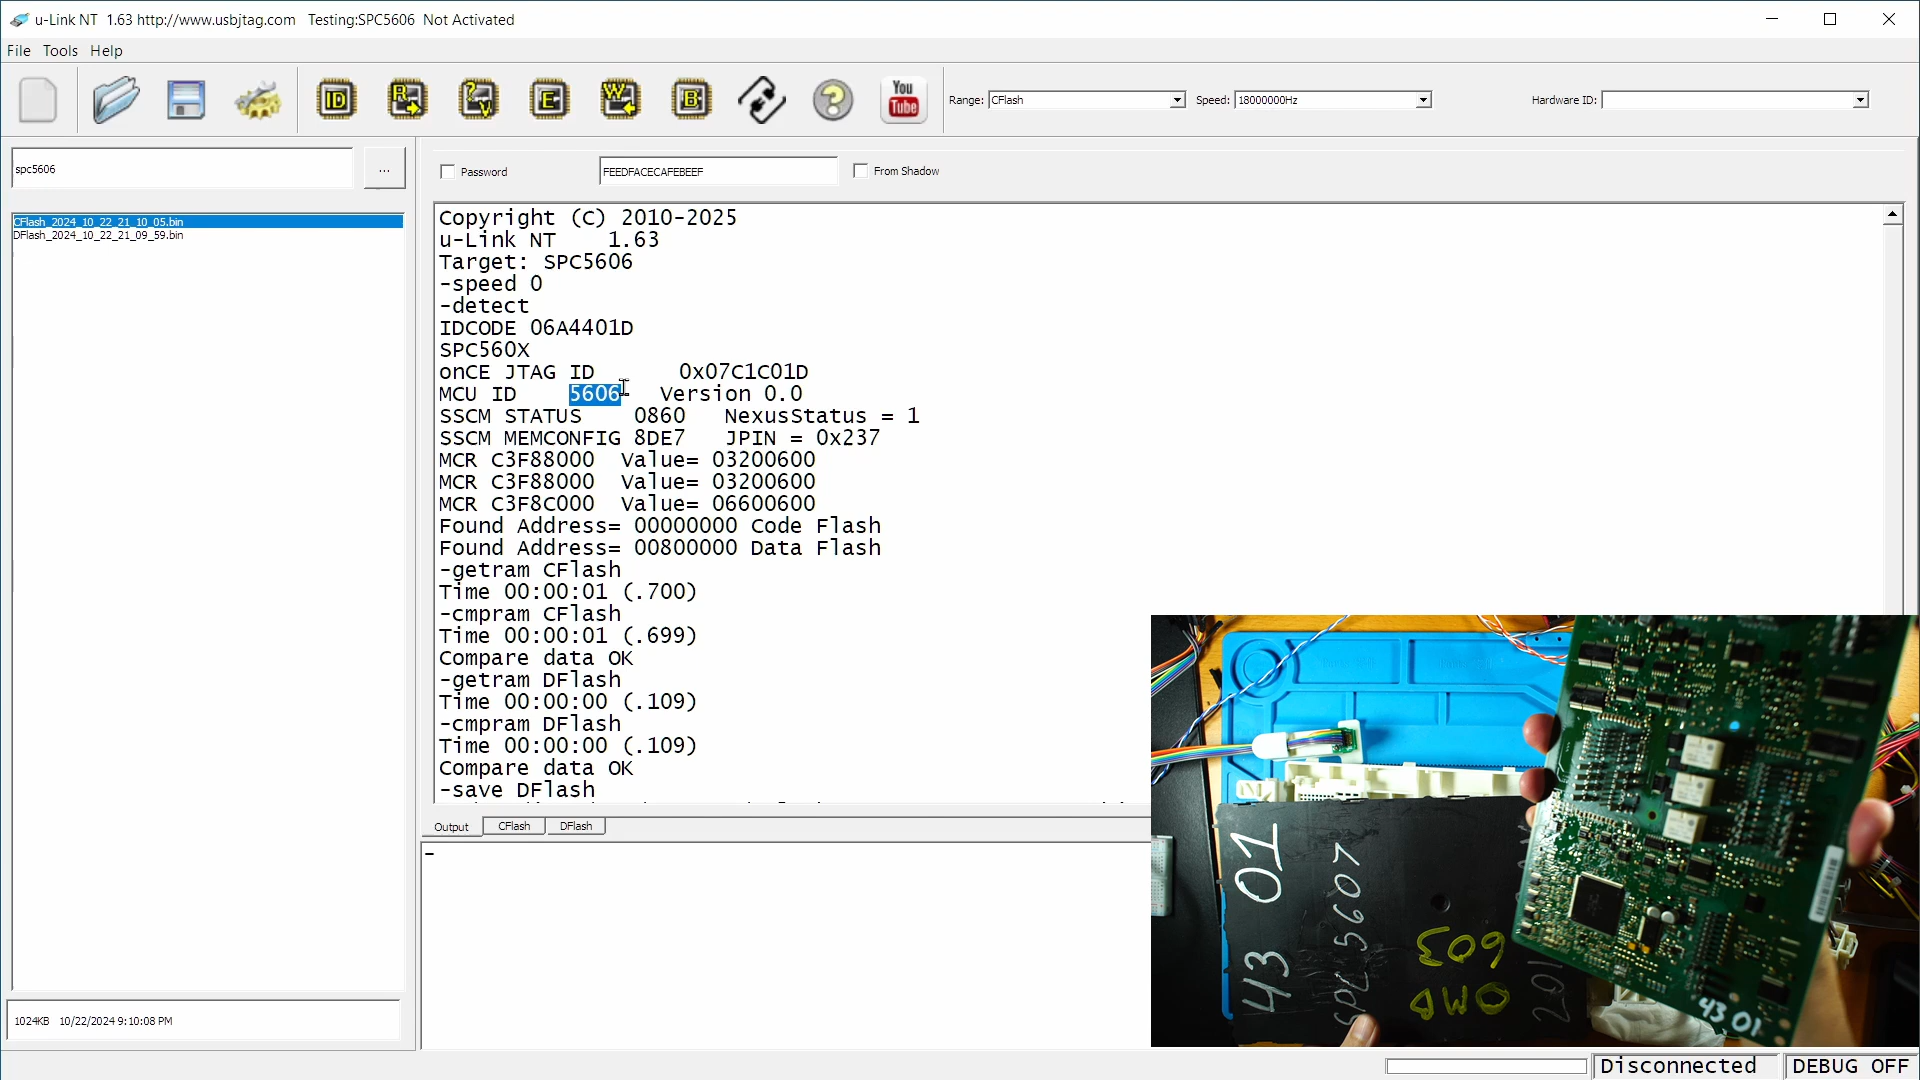 u-Link NT 1.63 http://www.usbjtag.com Testing:SPC5606 Not Activated
File Tools Help
ID
R
?
V
E
W
B
?
You
Tube
Range: CFlash
Speed: 18000000Hz
Hardware ID:
spc5606
...
Password
FEEDFACECAFEBEEF
From Shadow
CFlash_2024_10_22_21_10_05.bin
DFlash_2024_10_22_21_09_59.bin
Copyright (C) 2010-2025
u-Link NT 1.63
Target: SPC5606
-speed 0
-detect
IDCODE 06A4401D
SPC560X
onCE JTAG ID 0x07C1C01D
MCU ID 5606 Version 0.0
SSCM STATUS 0860 NexusStatus = 1
SSCM MEMCONFIG 8DE7 JPIN = 0x237
MCR C3F88000 Value= 03200600
MCR C3F88000 Value= 03200600
MCR C3F8C000 Value= 06600600
Found Address= 00000000 Code Flash
Found Address= 00800000 Data Flash
-getram CFlash
Time 00:00:01 (.700)
-cmpram CFlash
Time 00:00:01 (.699)
Compare data OK
-getram DFlash
Time 00:00:00 (.109)
-cmpram DFlash
Time 00:00:00 (.109)
Compare data OK
-save DFlash
Output CFlash DFlash
-
43 01
SPC5607
603
OMD
201
43 01
1024KB 10/22/2024 9:10:08 PM
Disconnected
DEBUG OFF